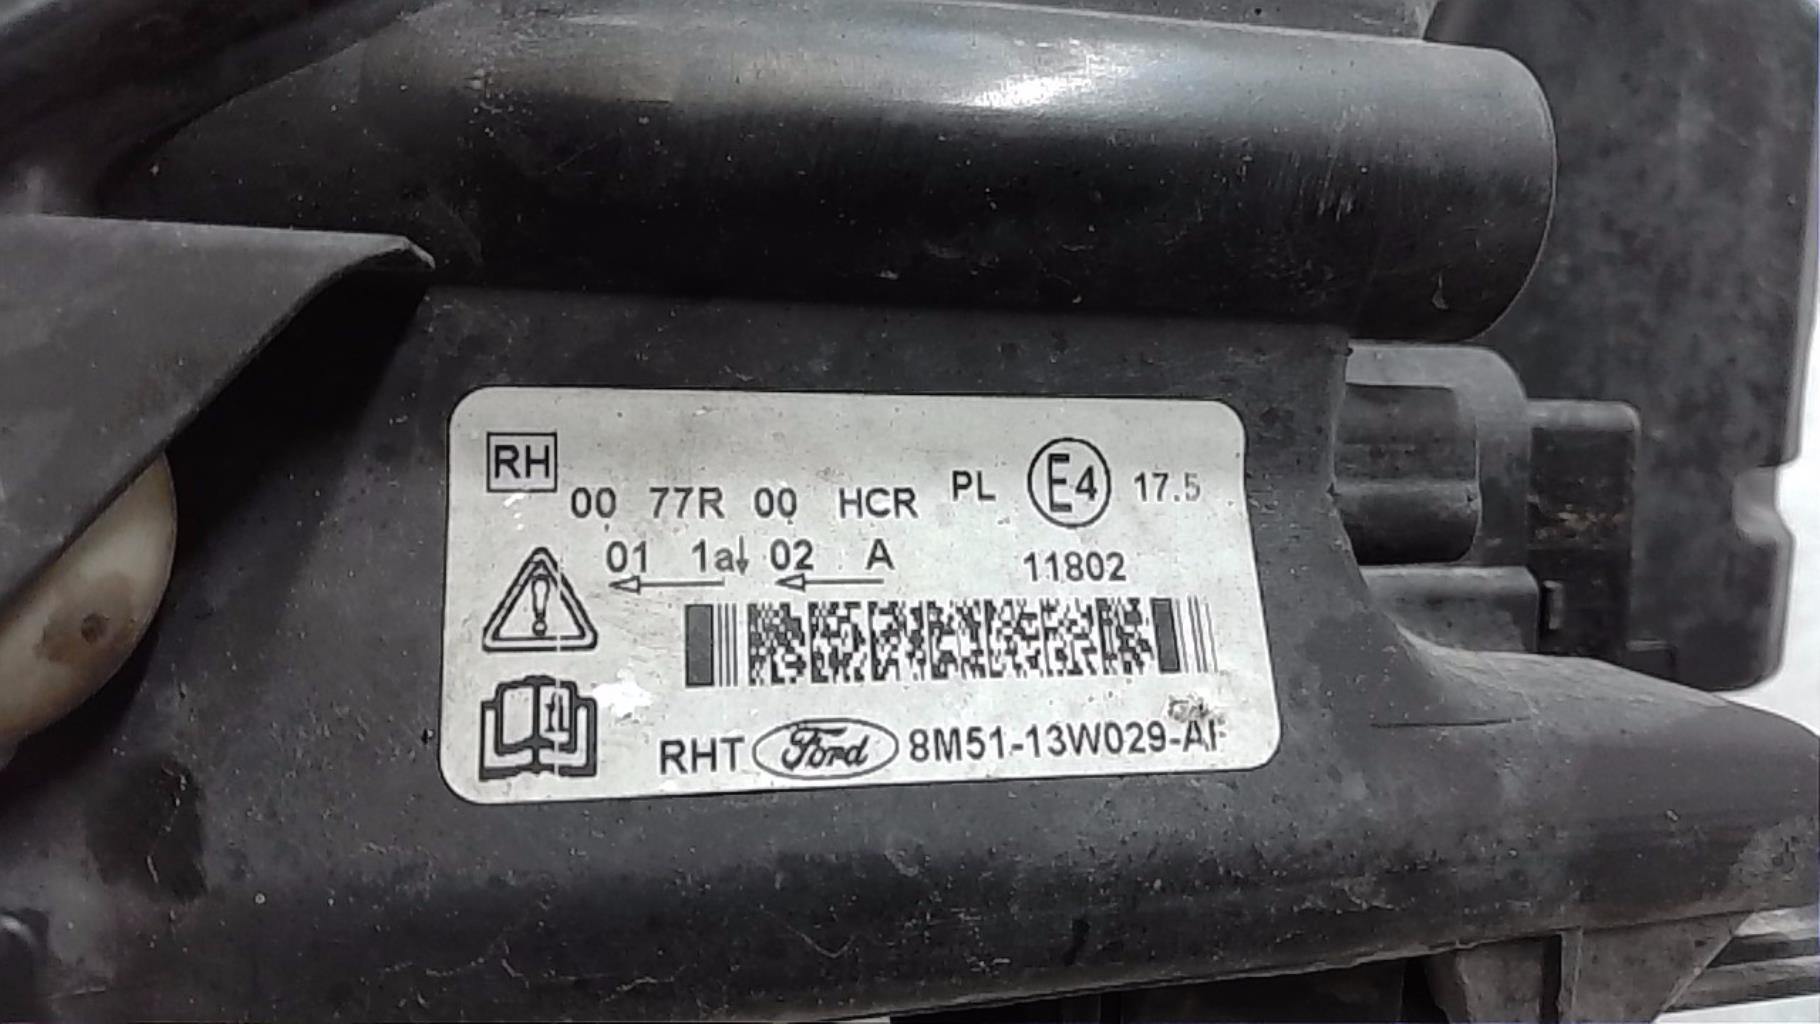 RH
00 77R 00 HCR PL E4 17.5
01 1a 02 A 11802
RHT Ford 8M51-13W029-